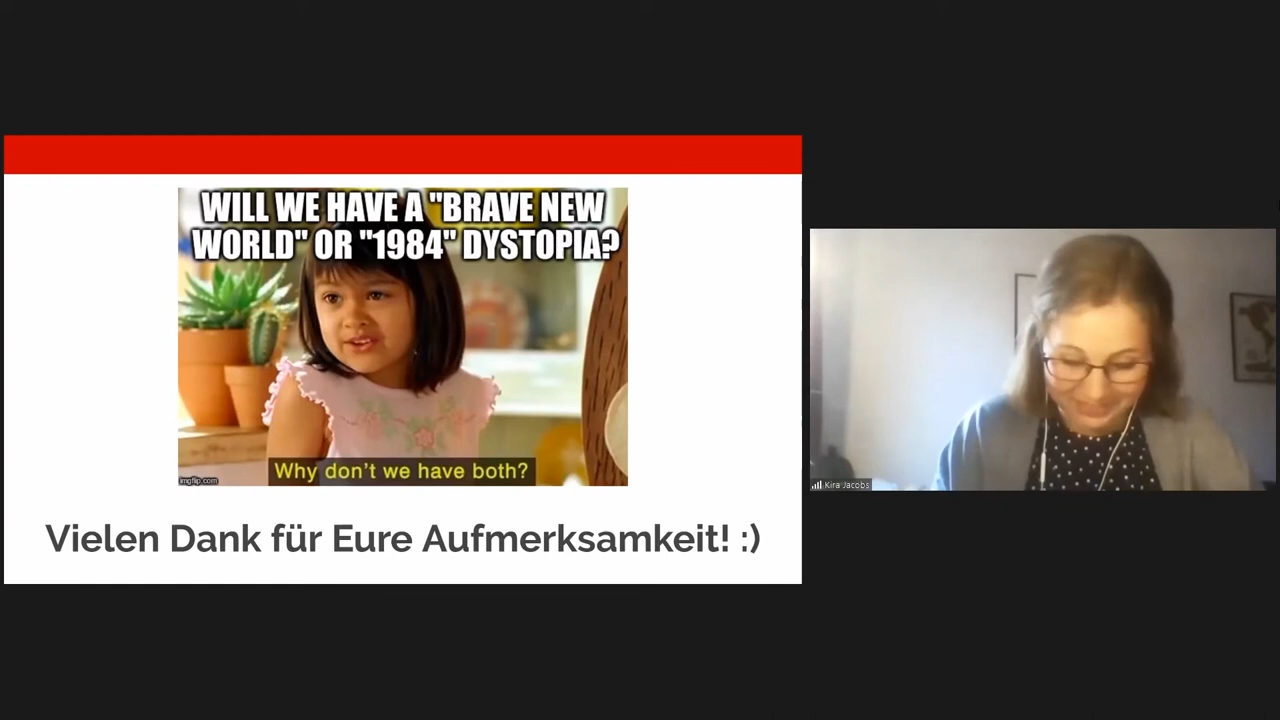 WILL WE HAVE A "BRAVE NEW
WORLD" OR "1984" DYSTOPIA?
Why don't we have both?
imgflip.com
Vielen Dank für Eure Aufmerksamkeit! :)
Kira Jacobs